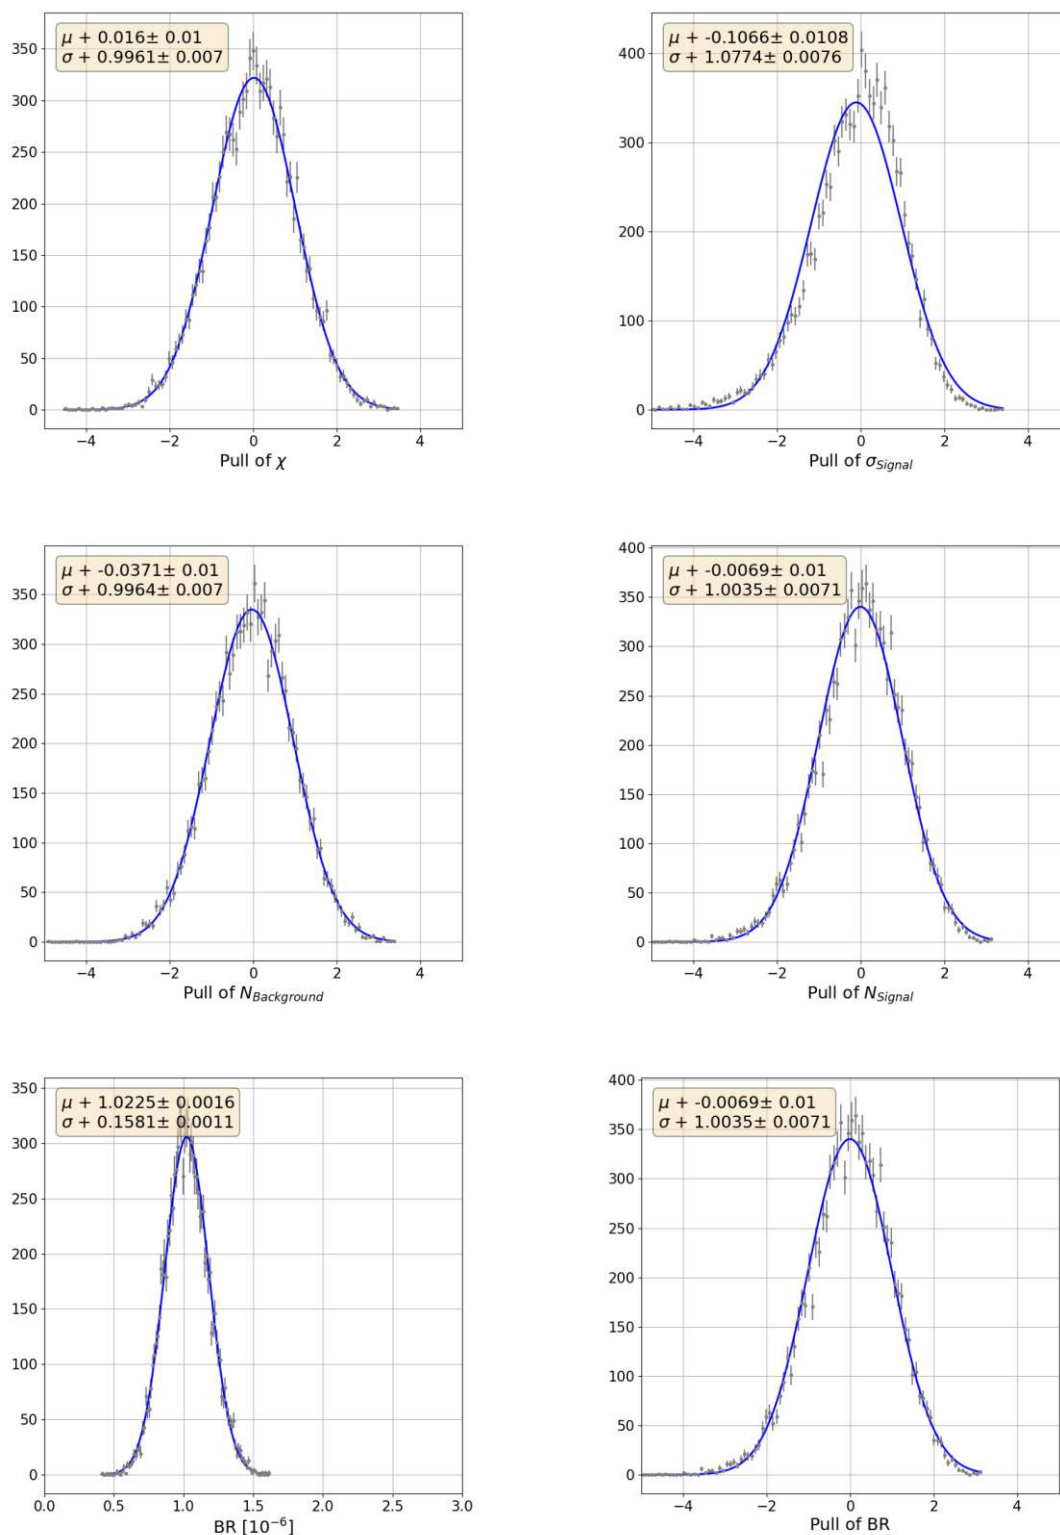 μ + 0.016± 0.01
σ + 0.9961± 0.007
350
300
250
200
150
100
50
0
−4 −2 0 2 4
Pull of χ
μ + -0.1066± 0.0108
σ + 1.0774± 0.0076
400
300
200
100
0
−4 −2 0 2 4
Pull of σSignal
μ + -0.0371± 0.01
σ + 0.9964± 0.007
350
300
250
200
150
100
50
0
−4 −2 0 2 4
Pull of NBackground
μ + -0.0069± 0.01
σ + 1.0035± 0.0071
400
350
300
250
200
150
100
50
0
−4 −2 0 2 4
Pull of NSignal
μ + 1.0225± 0.0016
σ + 0.1581± 0.0011
350
300
250
200
150
100
50
0
0.0 0.5 1.0 1.5 2.0 2.5 3.0
BR [10⁻⁶]
μ + -0.0069± 0.01
σ + 1.0035± 0.0071
400
350
300
250
200
150
100
50
0
−4 −2 0 2 4
Pull of BR